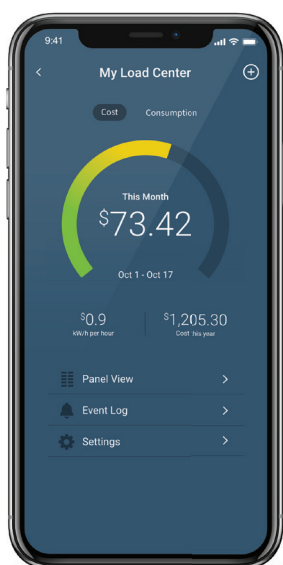 9:41
My Load Center
Cost Consumption
This Month
$73.42
Oct 1 - Oct 17
$0.9 $1,205.30
kW/h per hour Cost this year
Panel View
Event Log
Settings